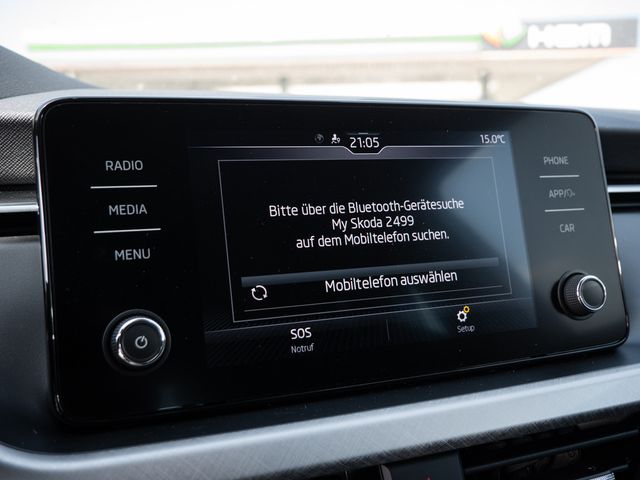 21:05
15.0°C
RADIO
MEDIA
MENU
Bitte über die Bluetooth-Gerätesuche
My Skoda 2499
auf dem Mobiltelefon suchen.
Mobiltelefon auswählen
SOS
Notruf
Setup
PHONE
APP/
CAR